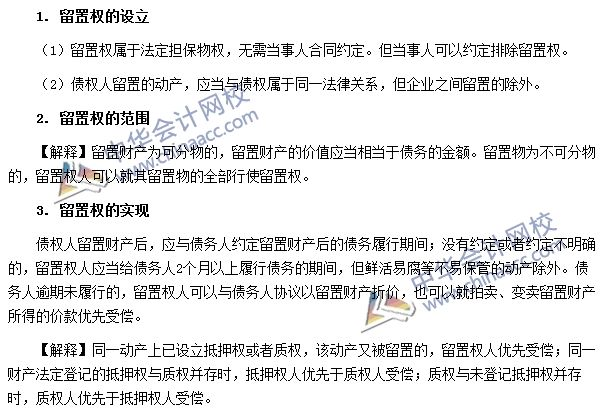 1．留置权的设立
（1）留置权属于法定担保物权，无需当事人合同约定。但当事人可以约定排除留置权。
（2）债权人留置的动产，应当与债权属于同一法律关系，但企业之间留置的除外。
2．留置权的范围
【解释】留置财产为可分物的，留置财产的价值应当相当于债务的金额。留置物为不可分物
的，留置权人可以就其留置物的全部行使留置权。
3．留置权的实现
债权人留置财产后，应与债务人约定留置财产后的债务履行期间；没有约定或者约定不明确
的，留置权人应当给债务人2个月以上履行债务的期间，但鲜活易腐等不易保管的动产除外。债
务人逾期未履行的，留置权人可以与债务人协议以留置财产折价，也可以就拍卖、变卖留置财产
所得的价款优先受偿。
【解释】同一动产上已设立抵押权或者质权，该动产又被留置的，留置权人优先受偿；同一
财产法定登记的抵押权与质权并存时，抵押权人优先于质权人受偿；质权与未登记抵押权并存
时，质权人优先于抵押权人受偿。
中华会计网校
www.chinaacc.com
中华会计网校
www.chinaacc.com